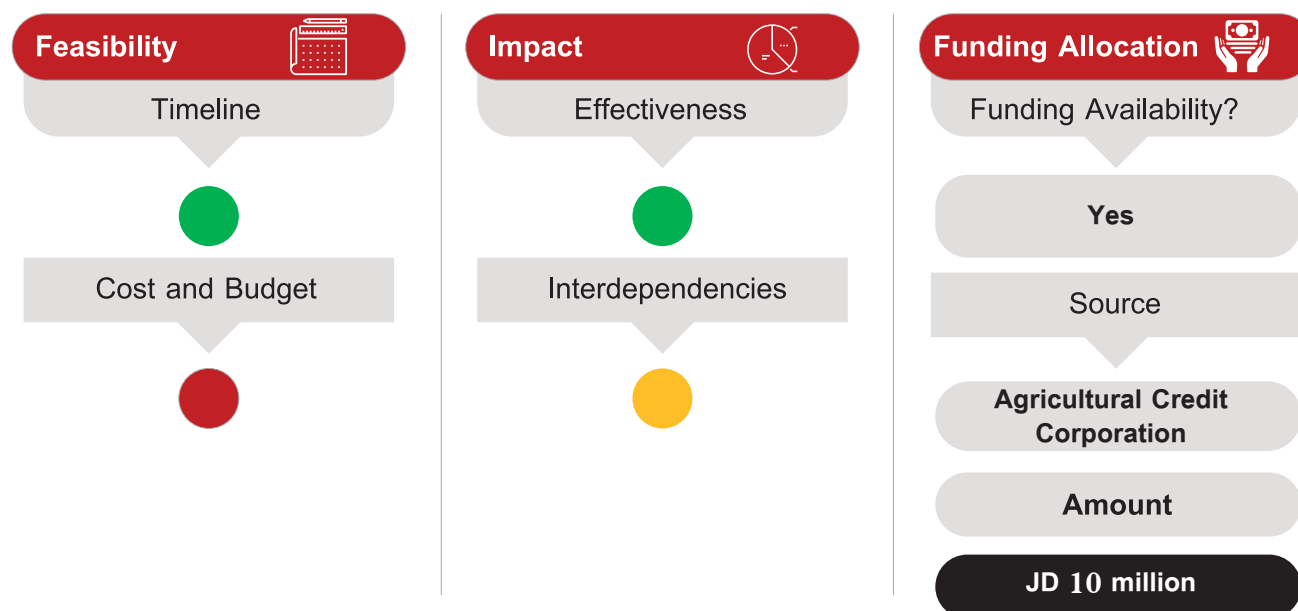 Feasibility
Timeline
Cost and Budget
Impact
Effectiveness
Interdependencies
Funding Allocation
Funding Availability?
Yes
Source
Agricultural Credit
Corporation
Amount
JD 10 million